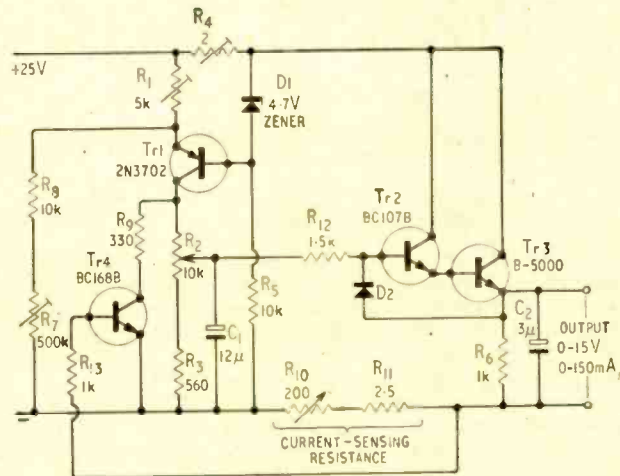 R4
2
+25V
R1
5k
D1
4·7V
ZENER
Tr1
2N3702
R8
10k
R9
330
R2
10k
R12
1·5k
Tr2
BC107B
Tr3
B-5000
Tr4
BC168B
D2
R5
10k
R7
500k
C1
12μ
C2
3μ
OUTPUT
0-15V
0-150mA
R6
1k
R13
1k
R3
560
R10
200
R11
2·5
CURRENT-SENSING
RESISTANCE